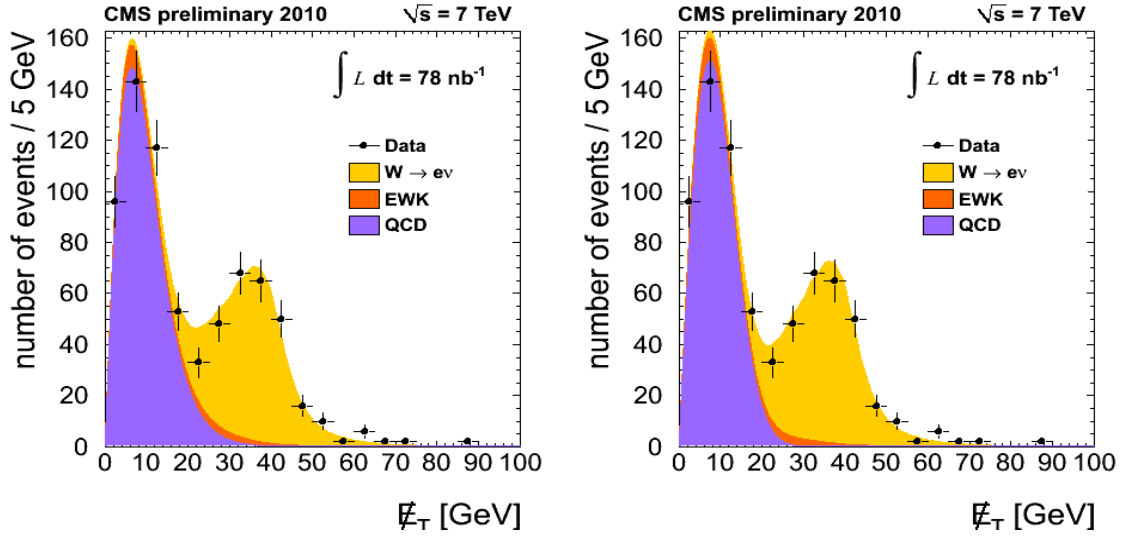 CMS preliminary 2010 √s = 7 TeV
number of events / 5 GeV
160
140
120
100
80
60
40
20
0
∫ L dt = 78 nb⁻¹
Data
W → eν
EWK
QCD
0 10 20 30 40 50 60 70 80 90 100
E̸_T [GeV]
CMS preliminary 2010 √s = 7 TeV
number of events / 5 GeV
160
140
120
100
80
60
40
20
0
∫ L dt = 78 nb⁻¹
Data
W → eν
EWK
QCD
0 10 20 30 40 50 60 70 80 90 100
E̸_T [GeV]